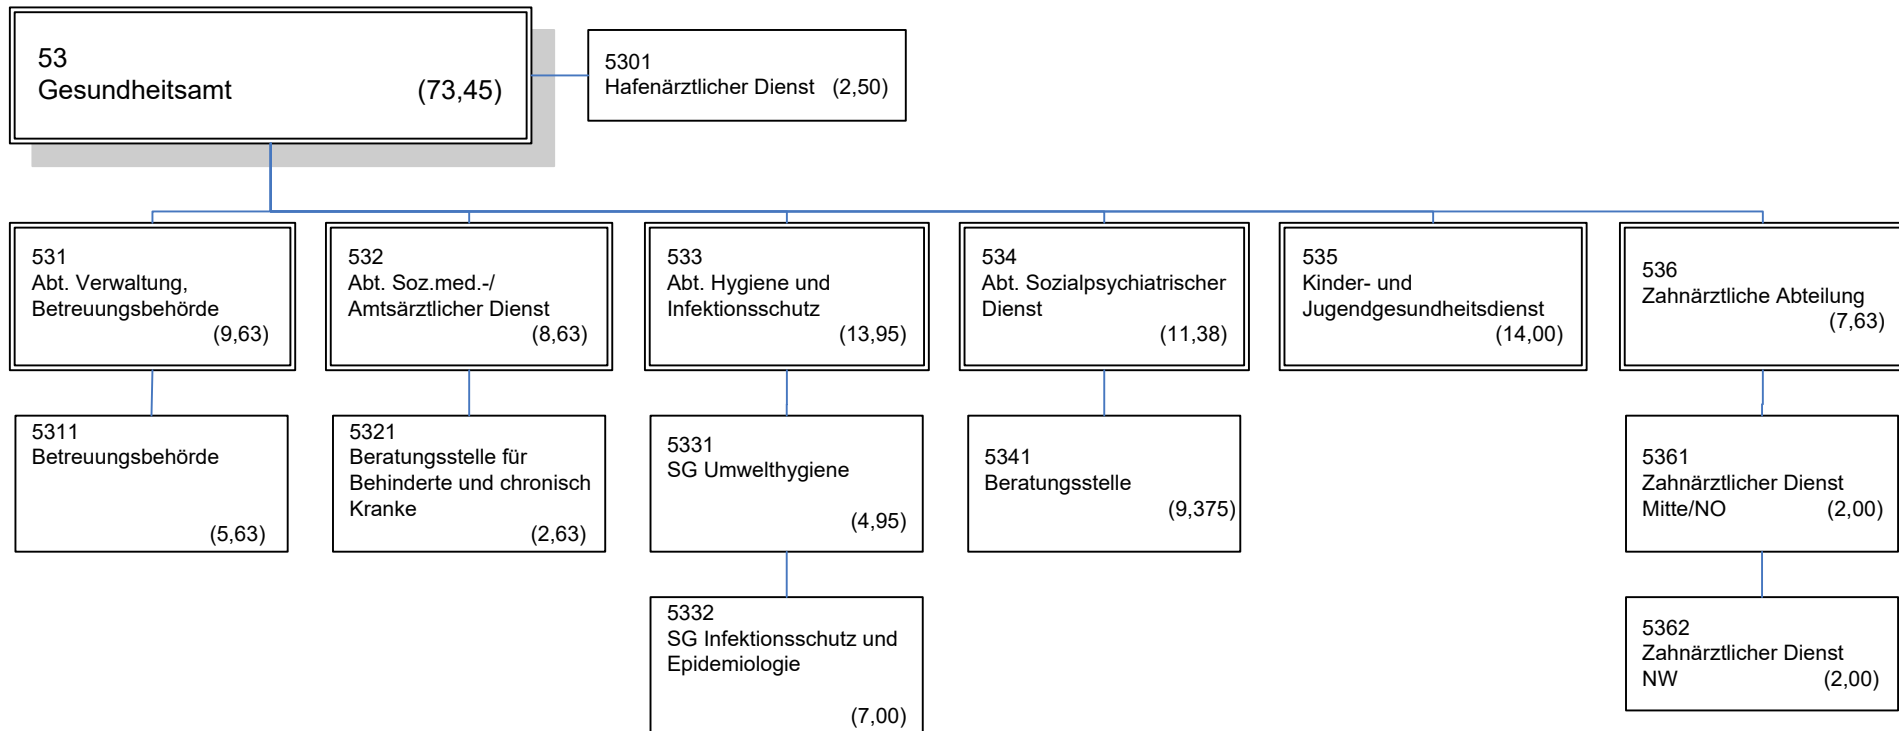 53
Gesundheitsamt (73,45)
5301
Hafenärztlicher Dienst (2,50)
531
Abt. Verwaltung,
Betreuungsbehörde
(9,63)
532
Abt. Soz.med.-/
Amtsärztlicher Dienst
(8,63)
533
Abt. Hygiene und
Infektionsschutz
(13,95)
534
Abt. Sozialpsychiatrischer
Dienst
(11,38)
535
Kinder- und
Jugendgesundheitsdienst
(14,00)
536
Zahnärztliche Abteilung
(7,63)
5311
Betreuungsbehörde
(5,63)
5321
Beratungsstelle für
Behinderte und chronisch
Kranke
(2,63)
5331
SG Umwelthygiene
(4,95)
5341
Beratungsstelle
(9,375)
5361
Zahnärztlicher Dienst
Mitte/NO (2,00)
5332
SG Infektionsschutz und
Epidemiologie
(7,00)
5362
Zahnärztlicher Dienst
NW (2,00)